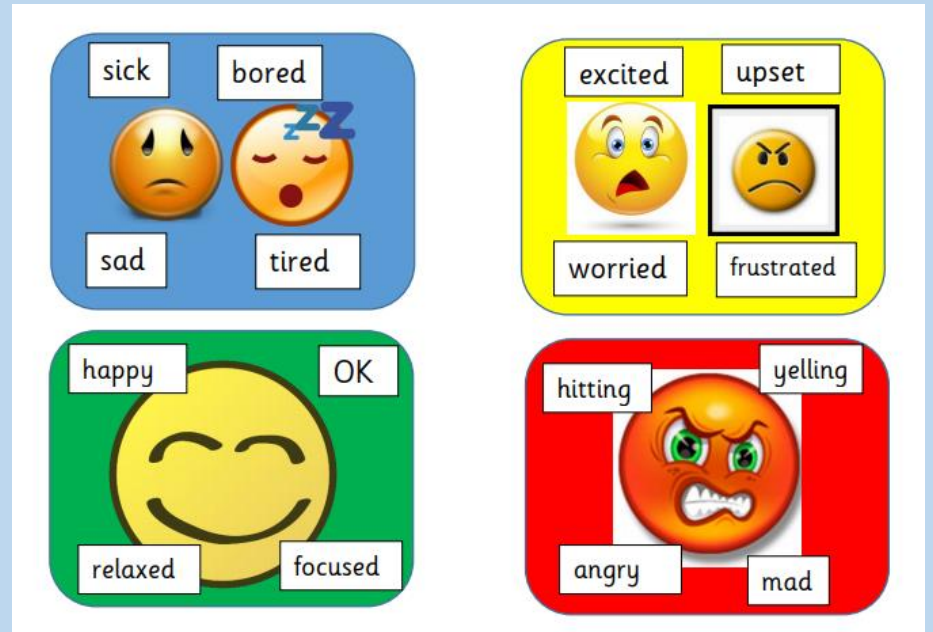 sick
bored
sad
tired
excited
upset
worried
frustrated
happy
OK
relaxed
focused
hitting
yelling
angry
mad